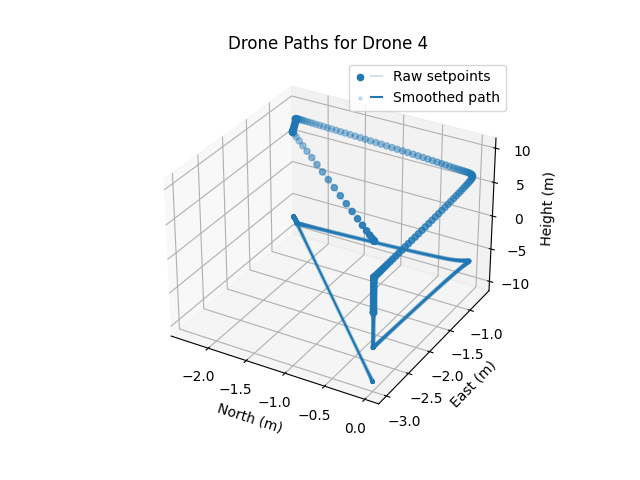 Drone Paths for Drone 4
Raw setpoints
Smoothed path
10
5
0
−5
−10
Height (m)
−1.0
−1.5
−2.0
−2.5
−3.0
East (m)
−2.0
−1.5
−1.0
−0.5
0.0
North (m)